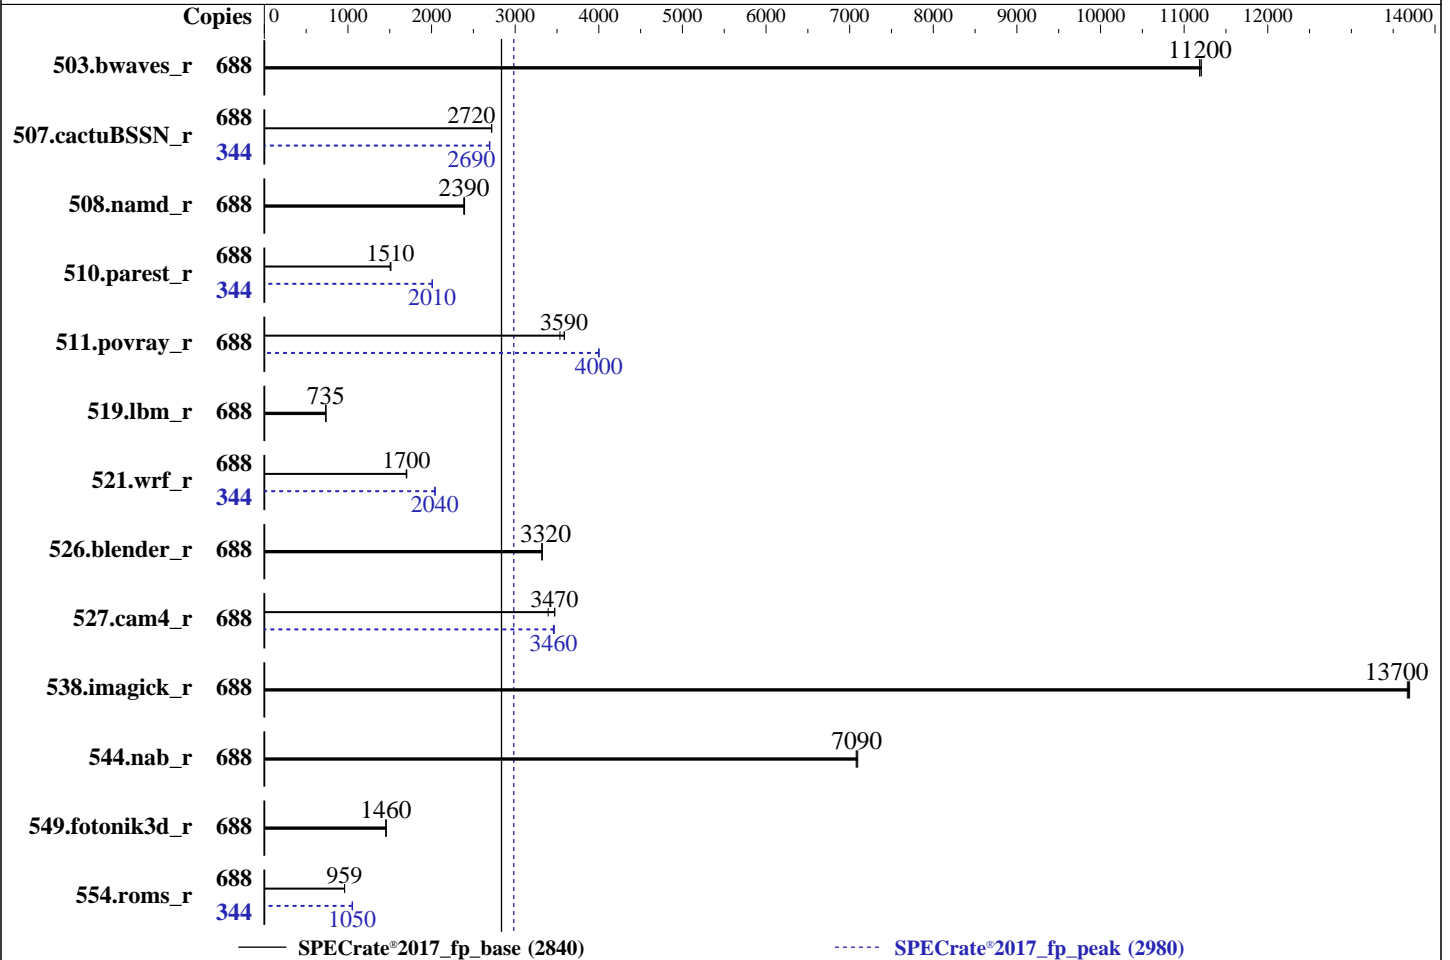 Copies 0 1000 2000 3000 4000 5000 6000 7000 8000 9000 10000 11000 12000 14000
503.bwaves_r 688 11200
507.cactuBSSN_r 688 2720
344 2690
508.namd_r 688 2390
510.parest_r 688 1510
344 2010
511.povray_r 688 3590
4000
519.lbm_r 688 735
521.wrf_r 688 1700
344 2040
526.blender_r 688 3320
527.cam4_r 688 3470
3460
538.imagick_r 688 13700
544.nab_r 688 7090
549.fotonik3d_r 688 1460
554.roms_r 688 959
344 1050
SPECrate®2017_fp_base (2840) SPECrate®2017_fp_peak (2980)